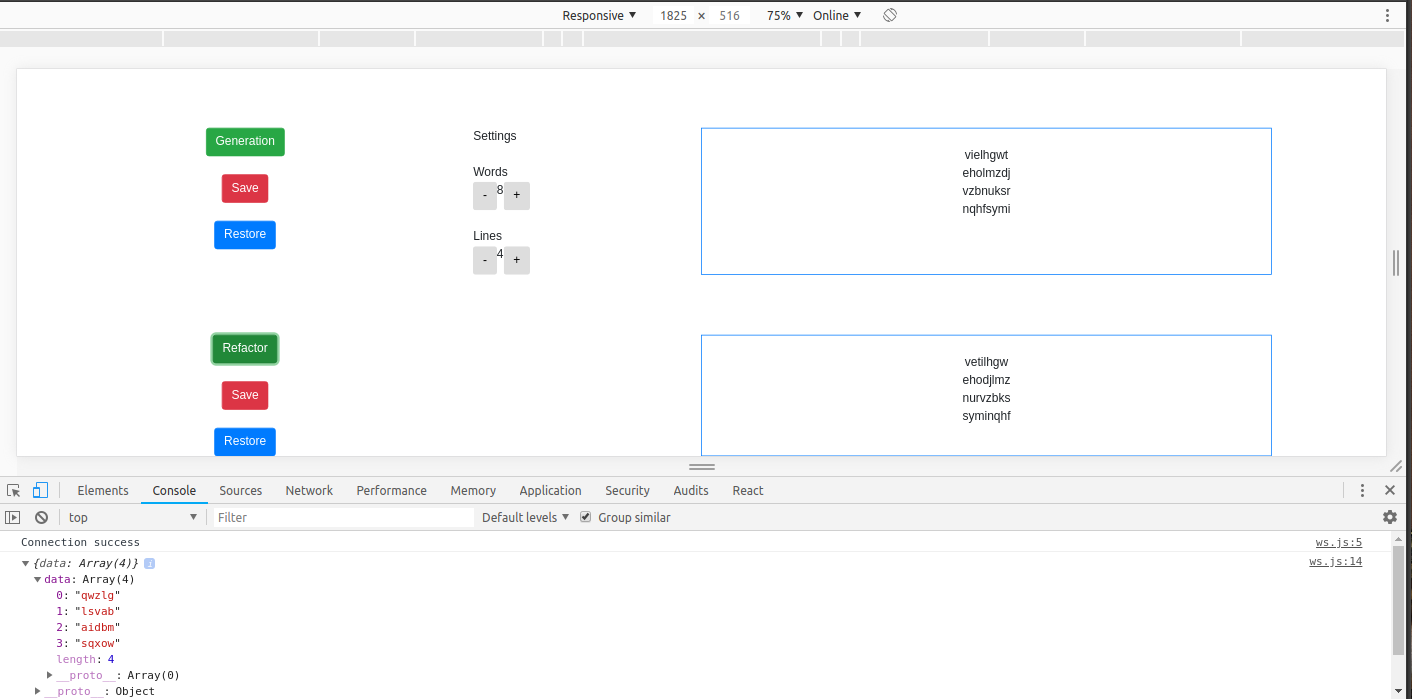 Responsive ▼ 1825 × 516 75% ▼ Online ▼
Generation
Save
Restore
Settings
Words
- 8 +
Lines
- 4 +
vielhgwt
eholmzdj
vzbnuksr
nqhfsymi
Refactor
Save
Restore
vetilhgw
ehodjlmz
nurvzbks
syminqhf
Elements Console Sources Network Performance Memory Application Security Audits React
top ▼ Filter Default levels ▼ Group similar
Connection success ws.js:5
▼{data: Array(4)} i ws.js:14
▼data: Array(4)
0: "qwzlg"
1: "lsvab"
2: "aidbm"
3: "sqxow"
length: 4
▶__proto__: Array(0)
▶__proto__: Object